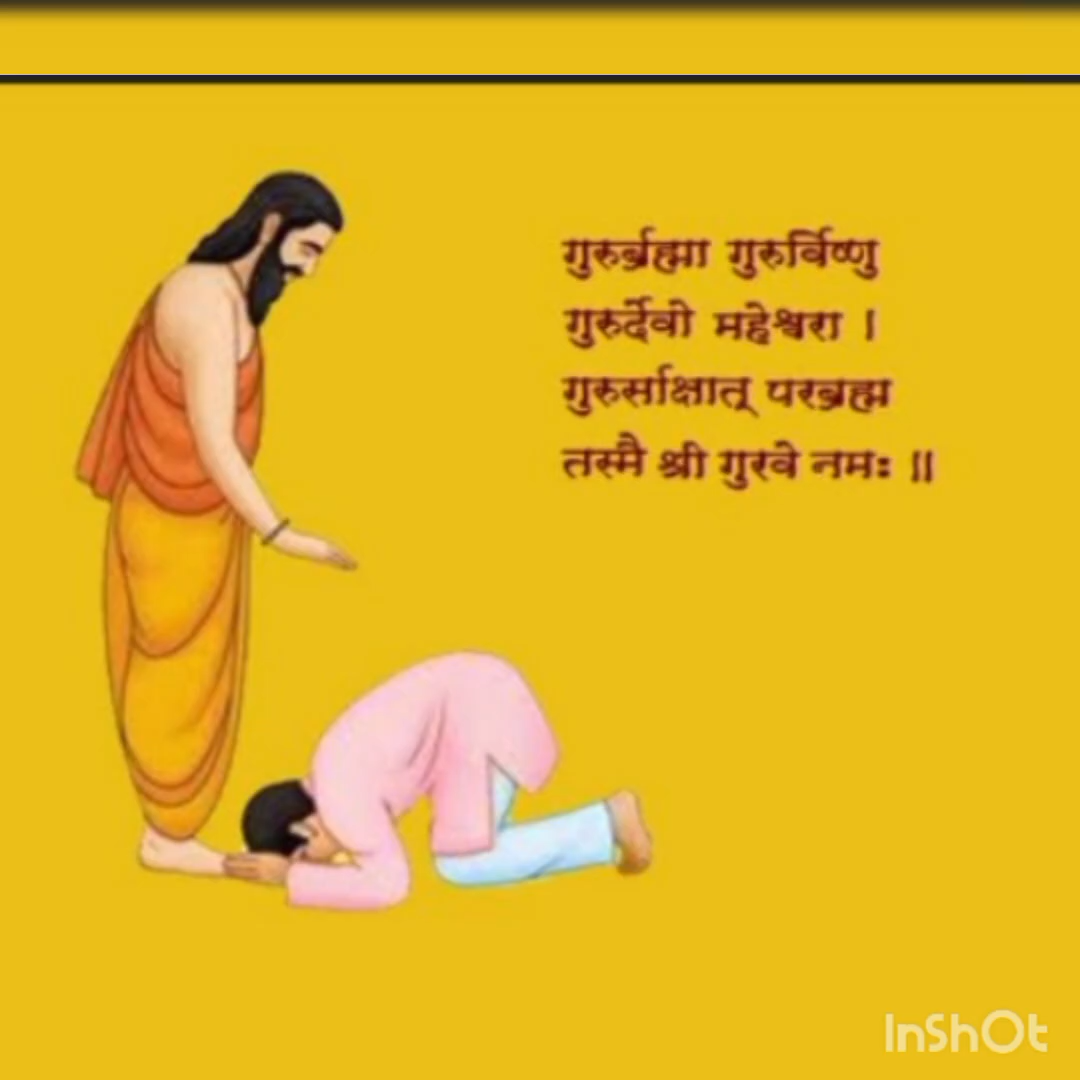 गुरुर्ब्रह्मा गुरुर्विष्णु
गुरुर्देवो महेश्वरा ।
गुरुर्साक्षात् परब्रह्म
तस्मै श्री गुरवे नमः ॥
InShOt